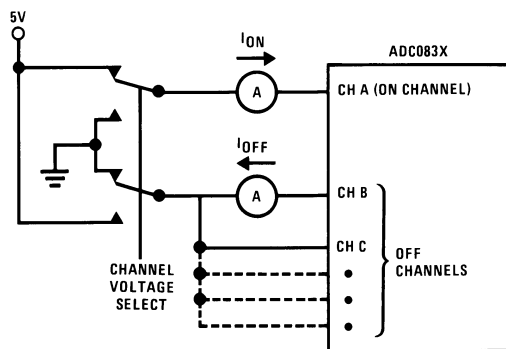 5V
ION
ADC083X
A
CH A (ON CHANNEL)
IOFF
A
CH B
CH C
OFF
CHANNELS
CHANNEL
VOLTAGE
SELECT